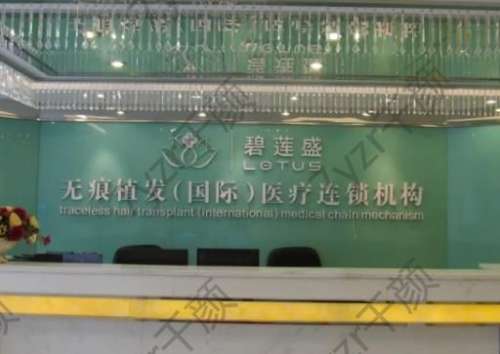 碧莲盛
LOTUS
无痕植发(国际)医疗连锁机构
traceless hair transplant (international) medical chain mechanism